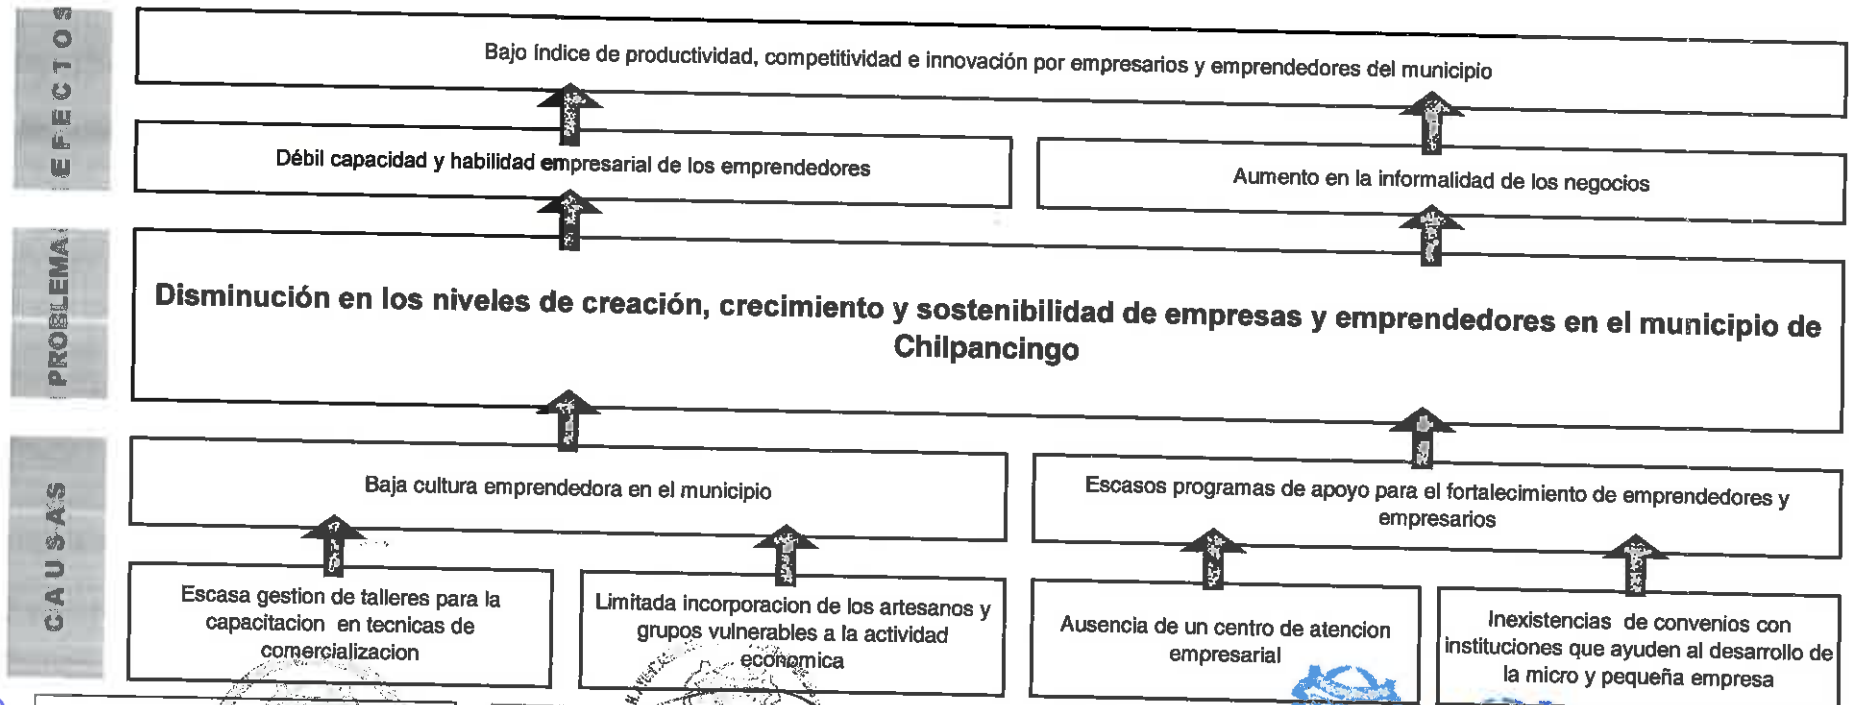 EFECTOS
Bajo índice de productividad, competitividad e innovación por empresarios y emprendedores del municipio
Débil capacidad y habilidad empresarial de los emprendedores
Aumento en la informalidad de los negocios
PROBLEMA
Disminución en los niveles de creación, crecimiento y sostenibilidad de empresas y emprendedores en el municipio de
Chilpancingo
CAUSAS
Baja cultura emprendedora en el municipio
Escasos programas de apoyo para el fortalecimiento de emprendedores y
empresarios
Escasa gestion de talleres para la
capacitacion en tecnicas de
comercialización
Limitada incorporacion de los artesanos y
grupos vulnerables a la actividad
economica
Ausencia de un centro de atencion
empresarial
Inexistencias de convenios con
instituciones que ayuden al desarrollo de
la micro y pequeña empresa